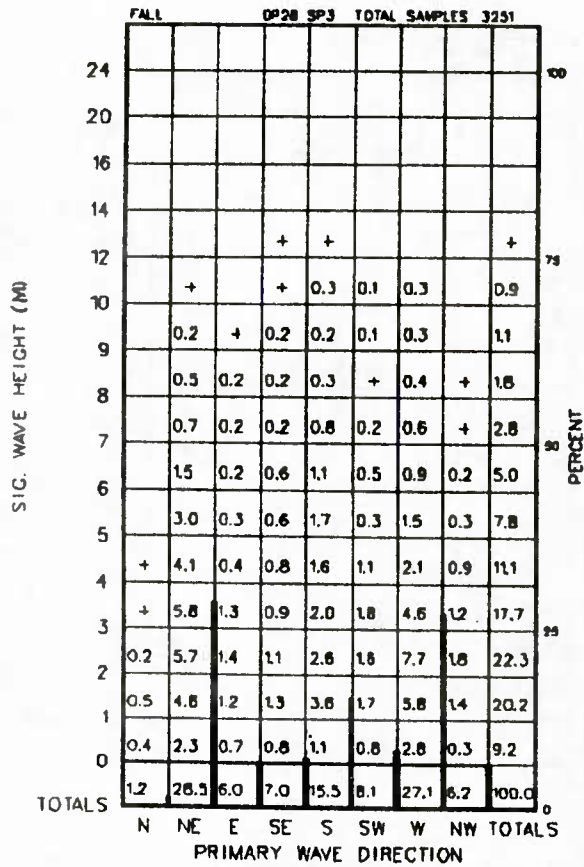 FALL OP28 SP3 TOTAL SAMPLES 3251
24 100
20
16
14
+ + +
12 75
+ + 0.3 0.1 0.3 0.9
10
0.2 + 0.2 0.2 0.1 0.3 1.1
9
0.5 0.2 0.2 0.3 + 0.4 + 1.8
8
0.7 0.2 0.2 0.8 0.2 0.6 + 2.8
7 50
1.5 0.2 0.6 1.1 0.5 0.9 0.2 5.0
6
3.0 0.3 0.6 1.7 0.3 1.5 0.3 7.8
5
+ 4.1 0.4 0.8 1.6 1.1 2.1 0.9 11.1
4
+ 5.8 1.3 0.9 2.0 1.8 4.6 1.2 17.7
3 25
0.2 5.7 1.4 1.1 2.6 1.6 7.7 1.8 22.3
2
0.5 4.6 1.2 1.3 3.6 1.7 5.8 1.4 20.2
1
0.4 2.3 0.7 0.8 1.1 0.8 2.8 0.3 9.2
0
1.2 28.5 6.0 7.0 15.5 8.1 27.1 6.2 100.0
TOTALS 0
N NE E SE S SW W NW TOTALS
PRIMARY WAVE DIRECTION
SIG. WAVE HEIGHT (M)
PERCENT